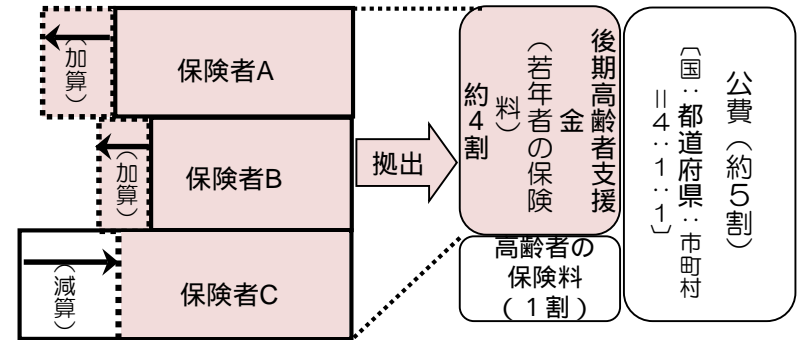 （加算）
保険者A
（加算）
保険者B
（減算）
保険者C
拠出
後期高齢者支援
金
（若年者の保険
料）
約４割
高齢者の
保険料
（１割）
公費（約５割）
〔国：都道府県：市町村
＝４：１：１〕